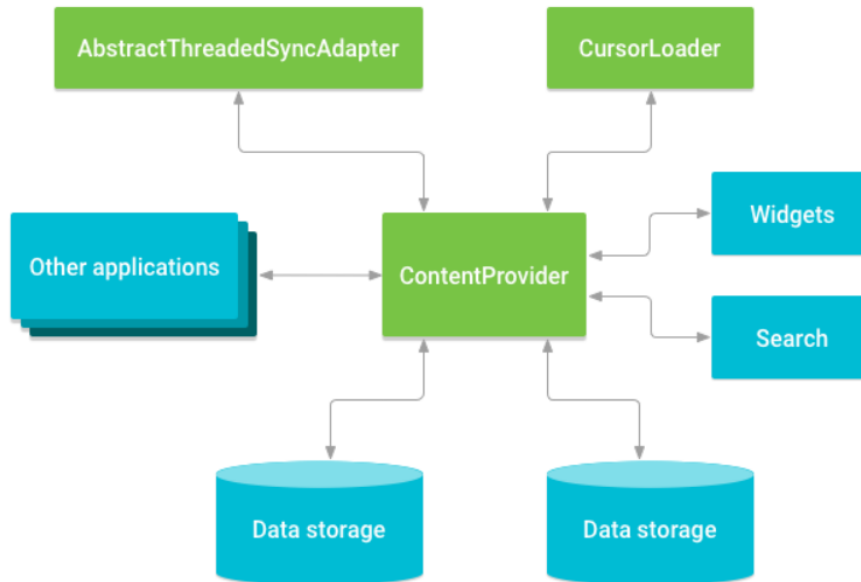 AbstractThreadedSyncAdapter
CursorLoader
Widgets
Other applications
ContentProvider
Search
Data storage
Data storage